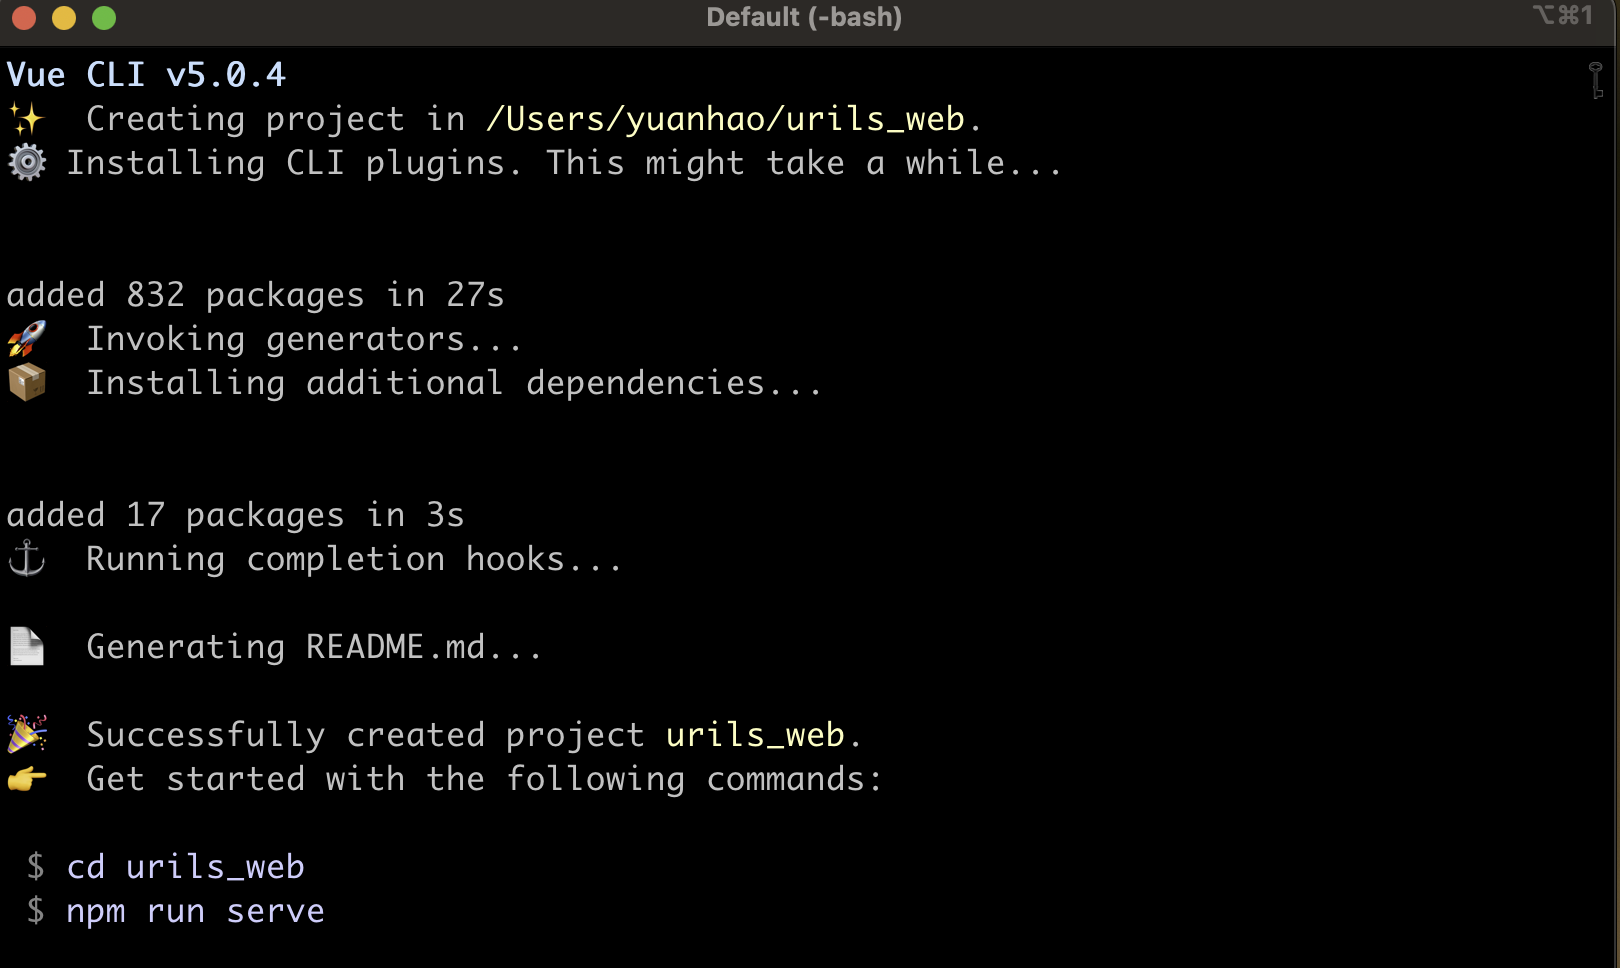 Default (-bash)
⌥⌘1
Vue CLI v5.0.4
✨  Creating project in /Users/yuanhao/urils_web.
⚙️ Installing CLI plugins. This might take a while...
added 832 packages in 27s
🚀  Invoking generators...
📦  Installing additional dependencies...
added 17 packages in 3s
⚓  Running completion hooks...
📄  Generating README.md...
🎉  Successfully created project urils_web.
👉  Get started with the following commands:
$ cd urils_web
$ npm run serve